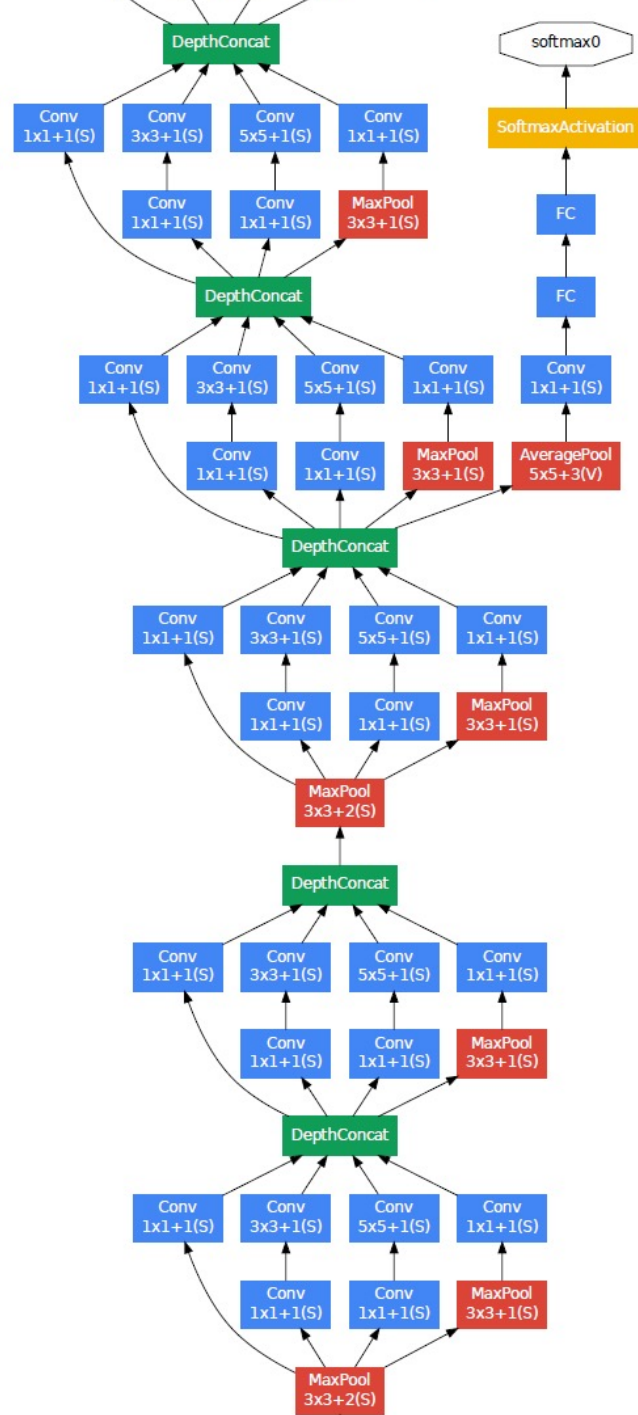 DepthConcat
softmax0
Conv
1x1+1(S)
Conv
3x3+1(S)
Conv
5x5+1(S)
Conv
1x1+1(S)
SoftmaxActivation
Conv
1x1+1(S)
Conv
1x1+1(S)
MaxPool
3x3+1(S)
FC
DepthConcat
FC
Conv
1x1+1(S)
Conv
3x3+1(S)
Conv
5x5+1(S)
Conv
1x1+1(S)
Conv
1x1+1(S)
Conv
1x1+1(S)
Conv
1x1+1(S)
MaxPool
3x3+1(S)
AveragePool
5x5+3(V)
DepthConcat
Conv
1x1+1(S)
Conv
3x3+1(S)
Conv
5x5+1(S)
Conv
1x1+1(S)
Conv
1x1+1(S)
Conv
1x1+1(S)
MaxPool
3x3+1(S)
MaxPool
3x3+2(S)
DepthConcat
Conv
1x1+1(S)
Conv
3x3+1(S)
Conv
5x5+1(S)
Conv
1x1+1(S)
Conv
1x1+1(S)
Conv
1x1+1(S)
MaxPool
3x3+1(S)
DepthConcat
Conv
1x1+1(S)
Conv
3x3+1(S)
Conv
5x5+1(S)
Conv
1x1+1(S)
Conv
1x1+1(S)
Conv
1x1+1(S)
MaxPool
3x3+1(S)
MaxPool
3x3+2(S)